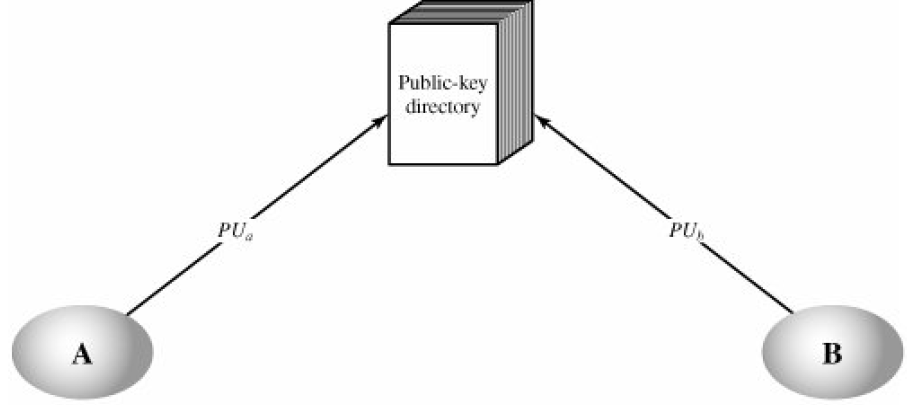 Public-key
directory
PUa
PUb
A
B